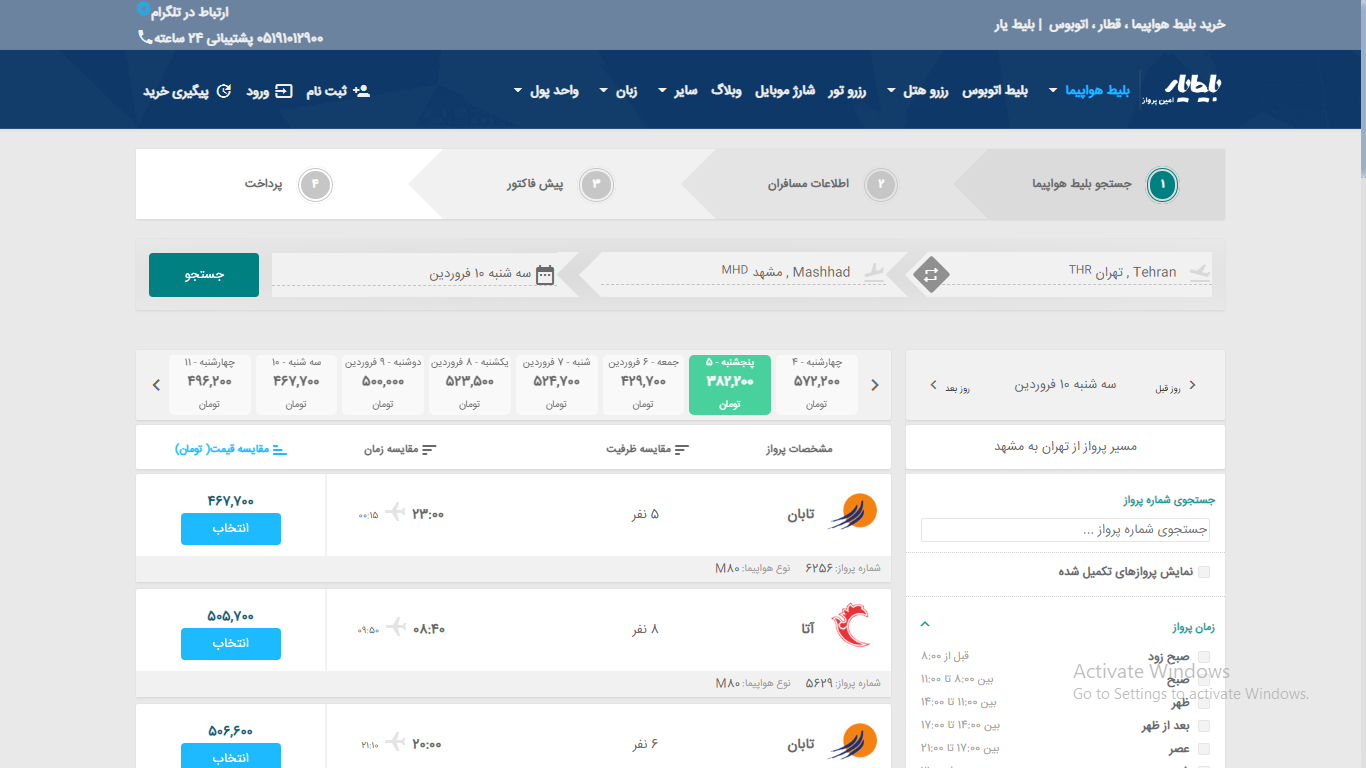 خرید بلیط هواپیما ، قطار ، اتوبوس | بلیط یار
ارتباط در تلگرام
۰۵۱۹۱۰۱۲۹۰۰ پشتیبانی ۲۴ ساعته
بلیط یار
امین پرواز
بلیط هواپیما
بلیط اتوبوس
رزرو هتل
رزرو تور
شارژ موبایل
وبلاگ
سایر
زبان
واحد پول
ثبت نام
ورود
پیگیری خرید
۱ جستجو بلیط هواپیما
۲ اطلاعات مسافران
۳ پیش فاکتور
۴ پرداخت
Tehran , تهران THR
Mashhad , مشهد MHD
سه شنبه ۱۰ فروردین
جستجو
روز قبل
سه شنبه ۱۰ فروردین
روز بعد
چهارشنبه - ۴
۵۷۲,۲۰۰
تومان
پنجشنبه - ۵
۳۸۲,۲۰۰
تومان
جمعه - ۶ فروردین
۴۲۹,۷۰۰
تومان
شنبه - ۷ فروردین
۵۲۴,۷۰۰
تومان
یکشنبه - ۸ فروردین
۵۲۳,۵۰۰
تومان
دوشنبه - ۹ فروردین
۵۰۰,۰۰۰
تومان
سه شنبه - ۱۰
۴۶۷,۷۰۰
تومان
چهارشنبه - ۱۱
۴۹۶,۲۰۰
تومان
مسیر پرواز از تهران به مشهد
جستجوی شماره پرواز
جستجوی شماره پرواز ...
نمایش پروازهای تکمیل شده
زمان پرواز
صبح زود قبل از ۸:۰۰
صبح بین ۸:۰۰ تا ۱۱:۰۰
ظهر بین ۱۱:۰۰ تا ۱۴:۰۰
بعد از ظهر بین ۱۴:۰۰ تا ۱۷:۰۰
عصر بین ۱۷:۰۰ تا ۲۱:۰۰
مشخصات پرواز
مقایسه ظرفیت
مقایسه زمان
مقایسه قیمت( تومان)
تابان
۵ نفر
۲۳:۰۰
۰۰:۱۵
۴۶۷,۷۰۰
انتخاب
شماره پرواز: ۶۲۵۶ نوع هواپیما: M۸۰
آتا
۸ نفر
۰۸:۴۰
۰۹:۵۰
۵۰۵,۷۰۰
انتخاب
شماره پرواز: ۵۶۲۹ نوع هواپیما: M۸۰
تابان
۶ نفر
۲۰:۰۰
۲۱:۱۰
۵۰۶,۶۰۰
انتخاب
Activate Windows
Go to Settings to activate Windows.